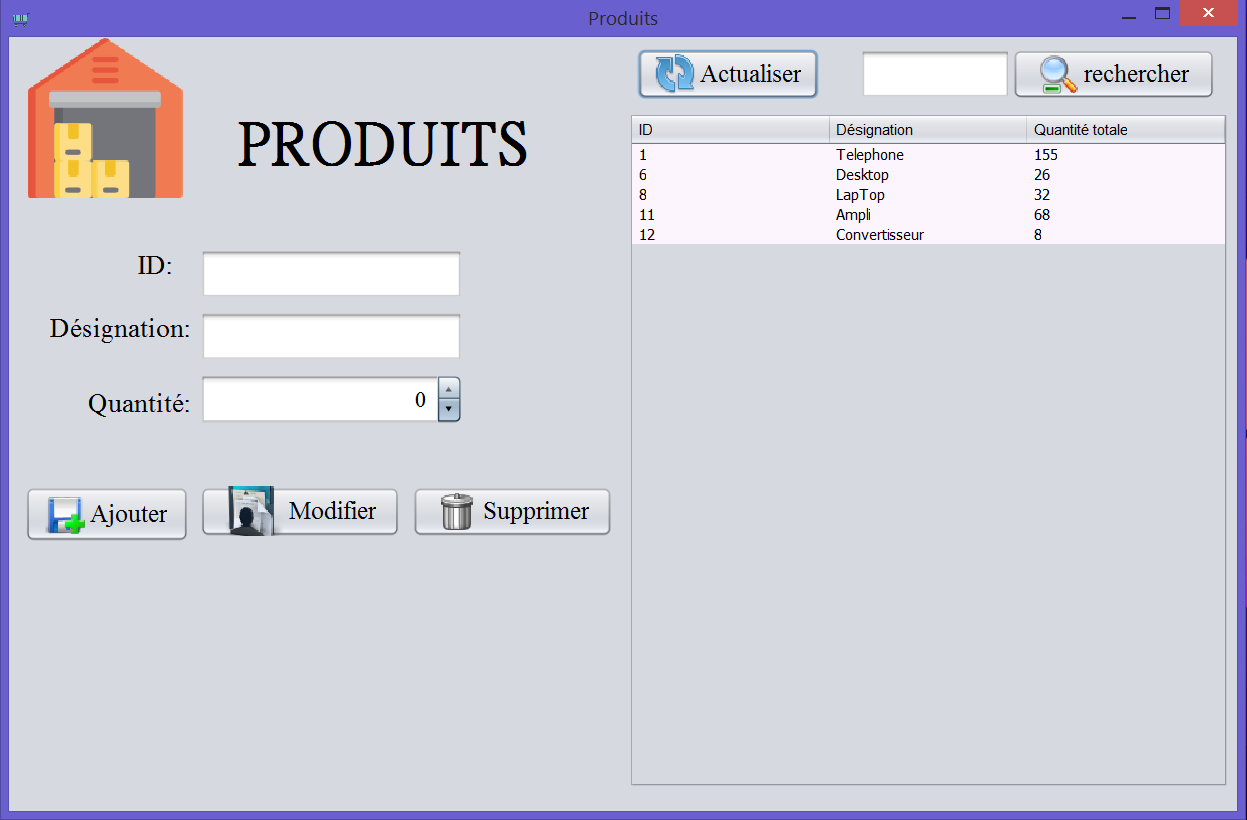 Produits
PRODUITS
ID:
Désignation:
Quantité: 0
Ajouter Modifier Supprimer
Actualiser rechercher
ID Désignation Quantité totale
1 Telephone 155
6 Desktop 26
8 LapTop 32
11 Ampli 68
12 Convertisseur 8